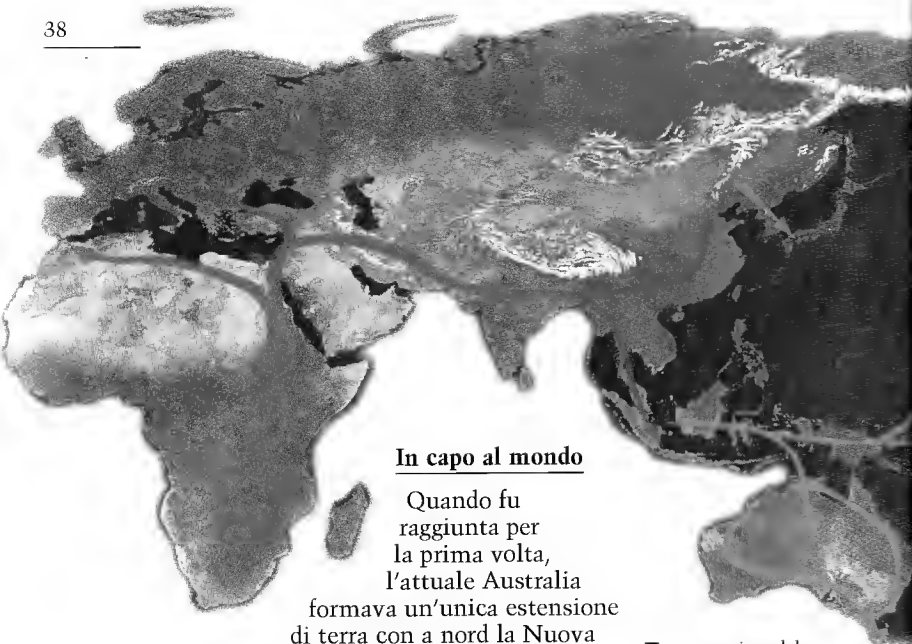 38
In capo al mondo
Quando fu
raggiunta per
la prima volta,
l'attuale Australia
formava un'unica estensione
di terra con a nord la Nuova